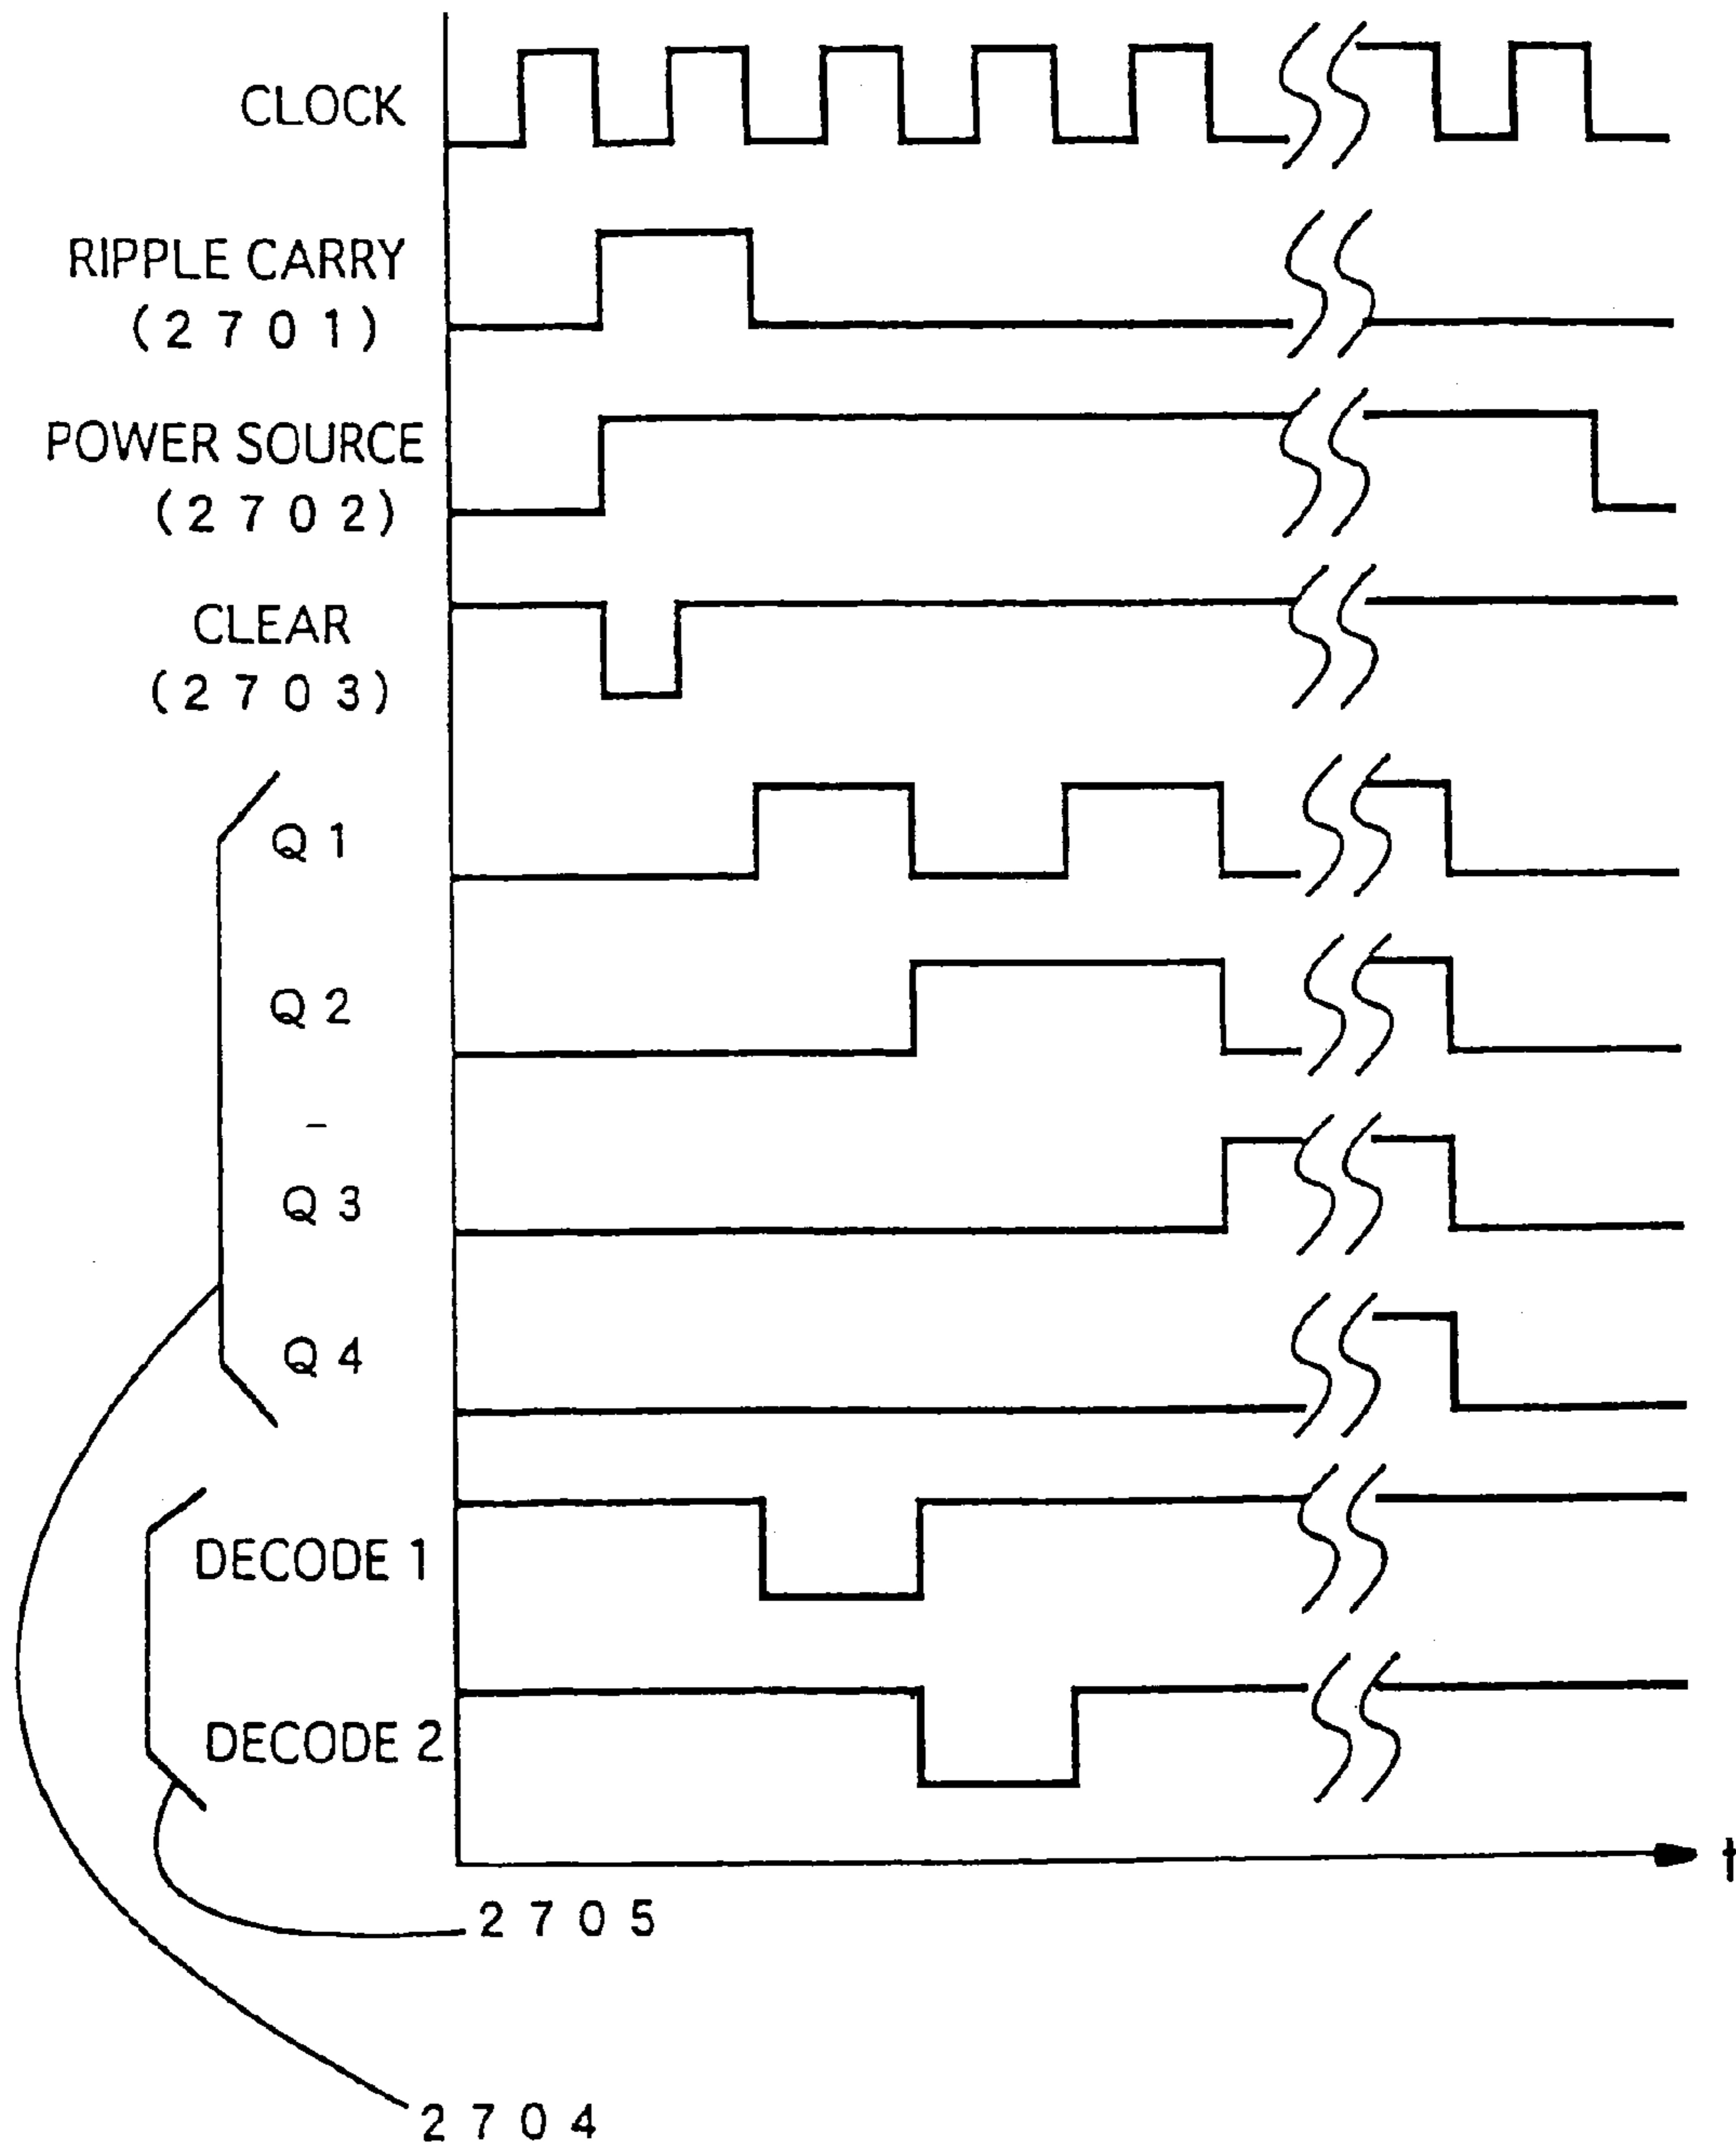 CLOCK
RIPPLE CARRY
(2701)
POWER SOURCE
(2702)
CLEAR
(2703)
Q1
Q2
Q3
Q4
DECODE 1
DECODE 2
t
2705
2704